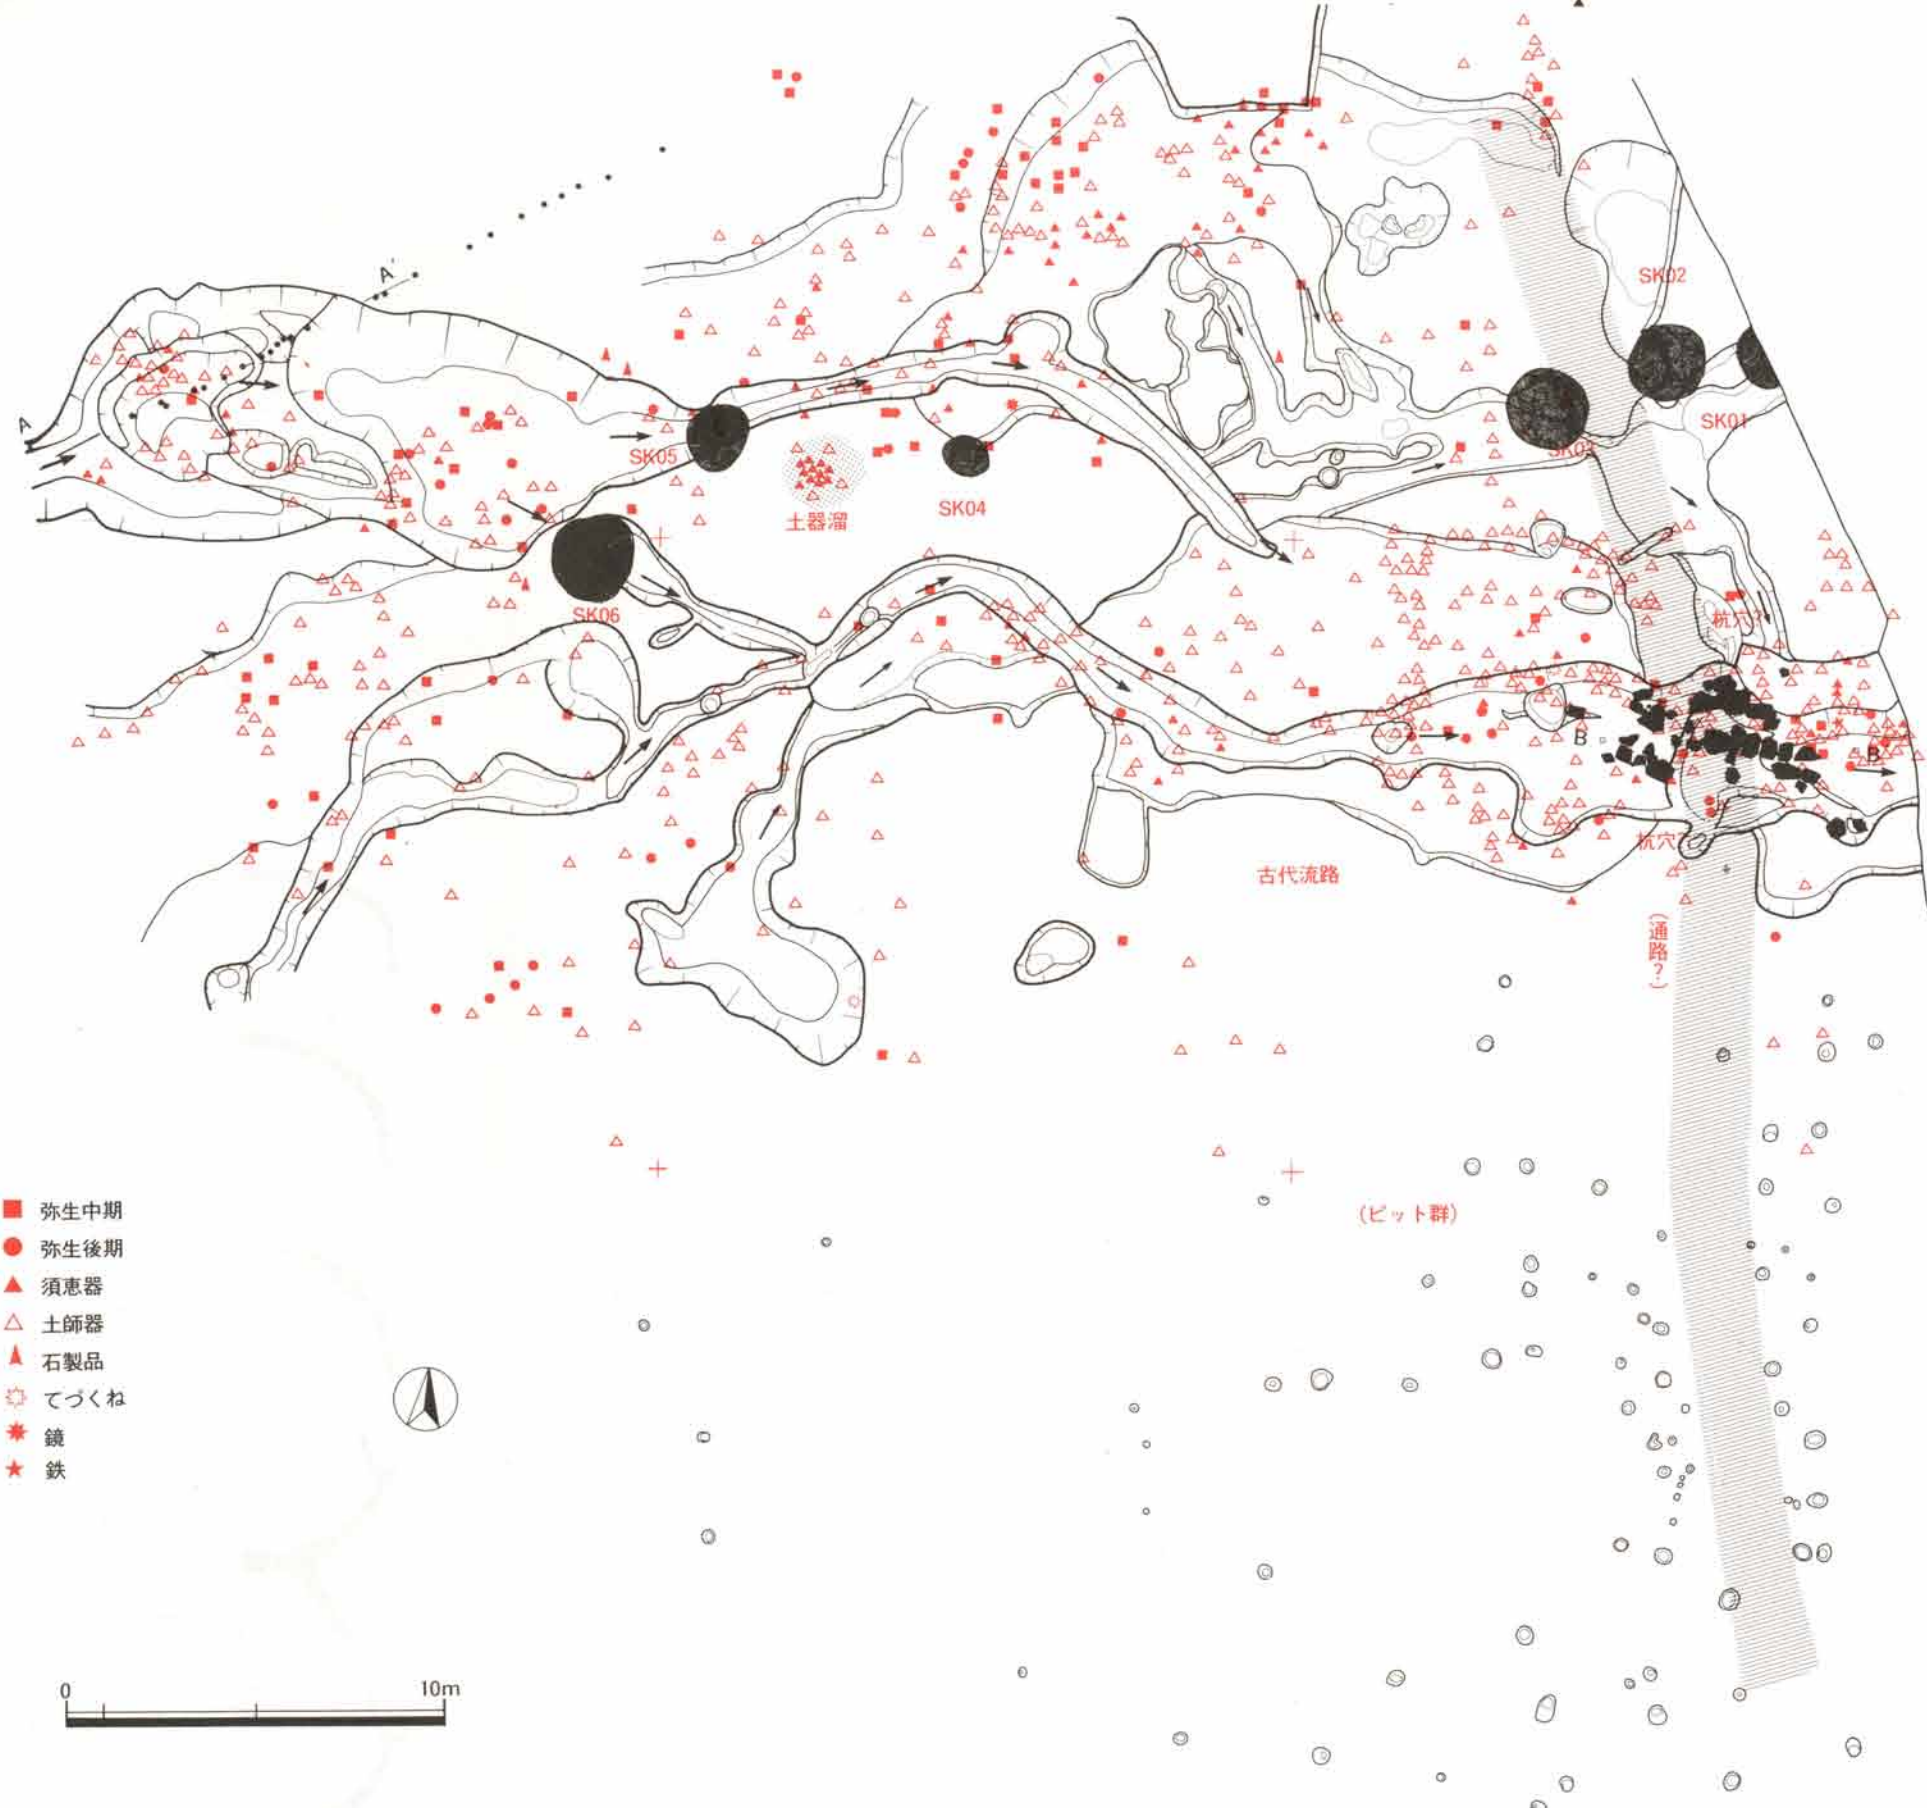 A'
A
SK02
SK01
SK03
SK05
土器溜
SK04
SK06
杭穴?
B
B'
杭穴?
古代流路
(通路?)
(ピット群)
弥生中期
弥生後期
須恵器
土師器
石製品
てづくね
鏡
鉄
0 10m